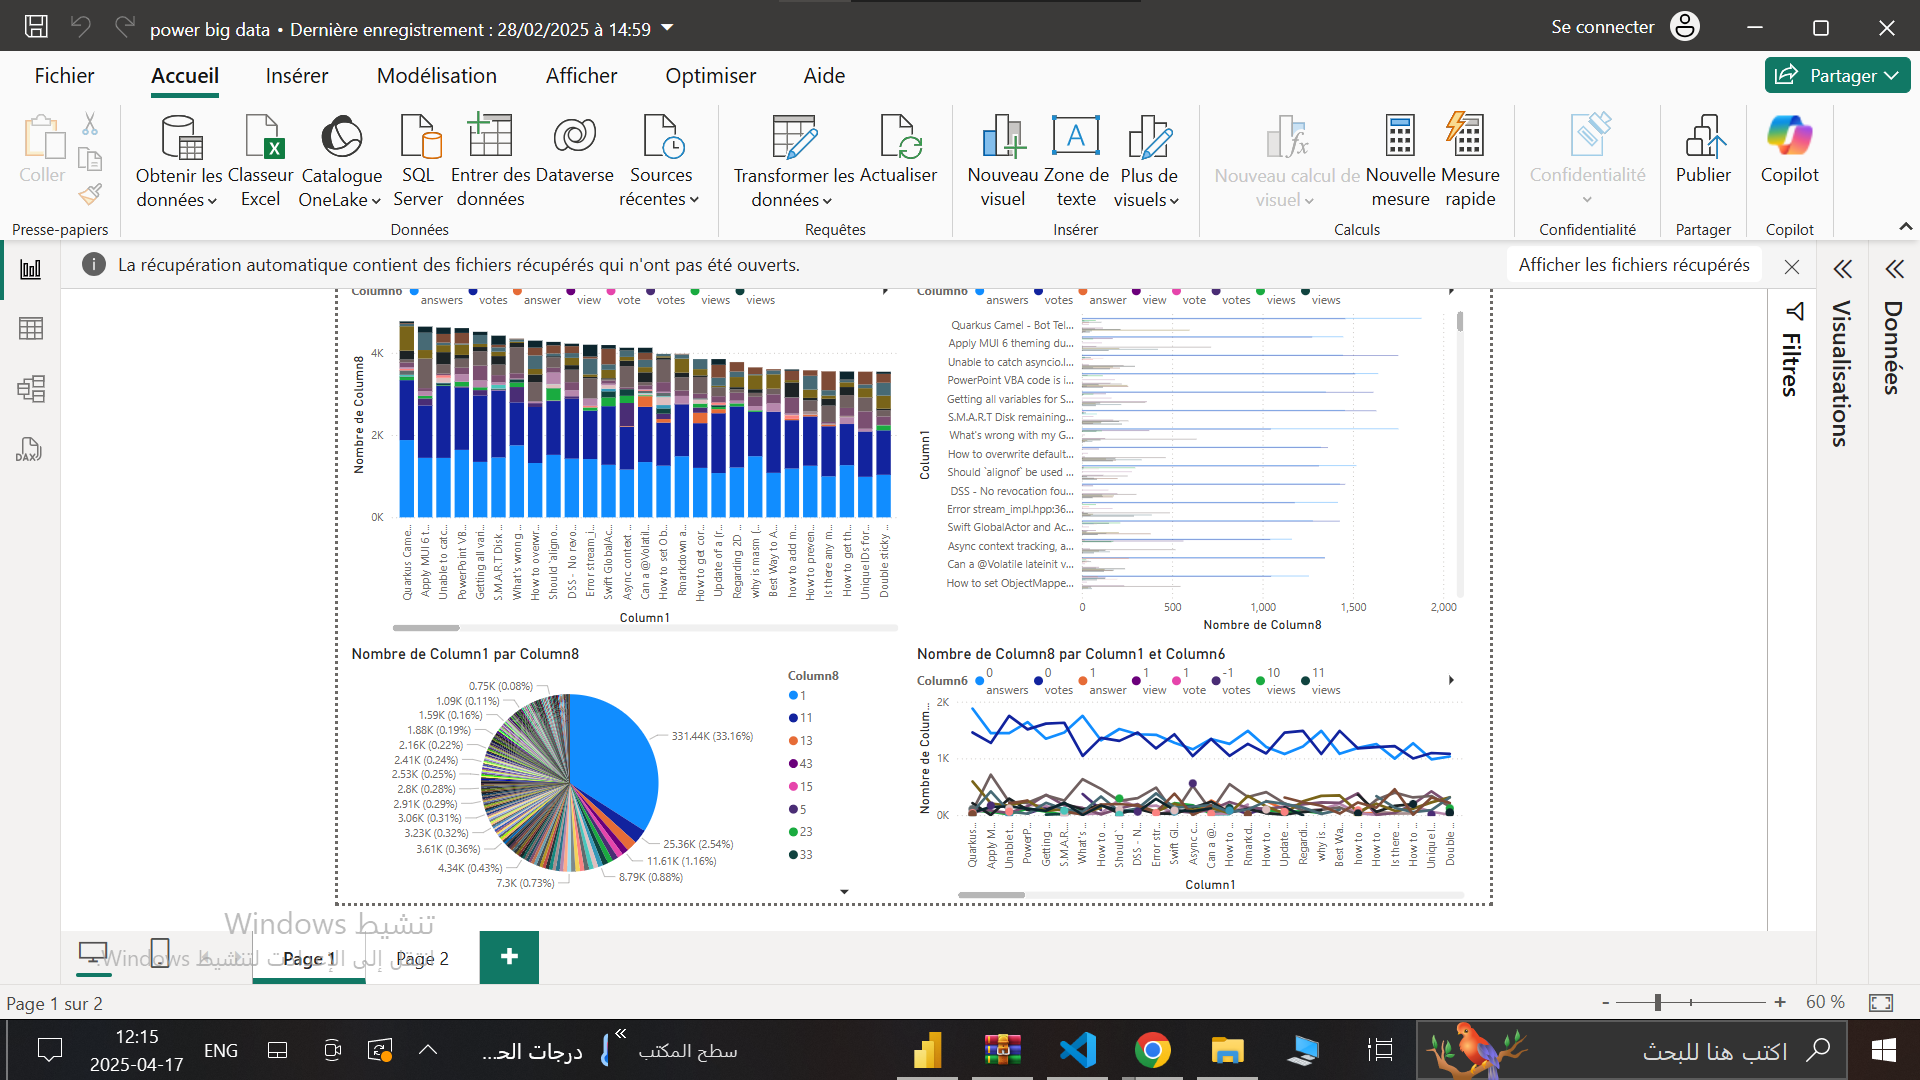 power big data • Dernière enregistrement : 28/02/2025 à 14:59
Se connecter
Fichier Accueil Insérer Modélisation Afficher Optimiser Aide
Partager
Coller
Obtenir les données
Classeur Excel
Catalogue OneLake
SQL Server
Entrer des données
Dataverse
Sources récentes
Transformer les données
Actualiser
Nouveau visuel
Zone de texte
Plus de visuels
Nouveau calcul de visuel
Nouvelle mesure
Mesure rapide
Confidentialité
Publier
Copilot
Presse-papiers
Données
Requêtes
Insérer
Calculs
Confidentialité
Partager
Copilot
La récupération automatique contient des fichiers récupérés qui n'ont pas été ouverts.
Afficher les fichiers récupérés
Filtres
Visualisations
Données
Column6 answers votes answer view vote votes views views
Nombre de Column8
4K
2K
0K
Quarkus Came...
Apply MUI 6 t...
Unable to catc...
PowerPoint VB...
Getting all vari...
S.M.A.R.T Disk ...
What's wrong ...
How to overwr...
Should `aligno...
DSS - No revo...
Error stream_i...
Swift GlobalAc...
Async context ...
Can a @Volatil...
How to set Ob...
Rmarkdown a...
How to get cor...
Update of a (r...
Regarding 2D ...
why is masm (...
Best Way to A...
how to add m...
How to preven...
Is there any m...
How to get th...
Unique IDs for...
Double sticky ...
Column1
Column6 answers votes answer view vote votes views views
Column1
Quarkus Camel - Bot Tel...
Apply MUI 6 theming du...
Unable to catch asyncio.I...
PowerPoint VBA code is i...
Getting all variables for S...
S.M.A.R.T Disk remaining...
What's wrong with my G...
How to overwrite default...
Should `alignof` be used ...
DSS - No revocation fou...
Error stream_impl.hpp:36...
Swift GlobalActor and Ac...
Async context tracking, a...
Can a @Volatile lateinit v...
How to set ObjectMappe...
0 500 1,000 1,500 2,000
Nombre de Column8
Nombre de Column1 par Column8
0.75K (0.08%)
1.09K (0.11%)
1.59K (0.16%)
1.88K (0.19%)
2.16K (0.22%)
2.41K (0.24%)
2.53K (0.25%)
2.8K (0.28%)
2.91K (0.29%)
3.06K (0.31%)
3.23K (0.32%)
3.61K (0.36%)
4.34K (0.43%)
7.3K (0.73%)
331.44K (33.16%)
25.36K (2.54%)
11.61K (1.16%)
8.79K (0.88%)
Column8
1
11
13
43
15
5
23
33
Nombre de Column8 par Column1 et Column6
Column6 0 answers 0 votes 1 answer 1 view 1 vote -1 votes 10 views 11 views
Nombre de Colum...
2K
1K
0K
Quarkus...
Apply M...
Unable t...
PowerP...
Getting ...
S.M.A.R...
What's ...
How to ...
Should `...
DSS - N...
Error str...
Swift Gl...
Async c...
Can a @...
How to ...
Rmarkd...
How to ...
Update ...
Regardi...
why is ...
Best Wa...
how to ...
How to ...
Is there...
How to ...
Unique I...
Double ...
Column1
تنشيط Windows
انتقل إلى الإعدادات لتنشيط Windows.
Page 1
Page 2
Page 1 sur 2
60 %
12:15
2025-04-17
ENG
درجات الحـ...
سطح المكتب
اكتب هنا للبحث